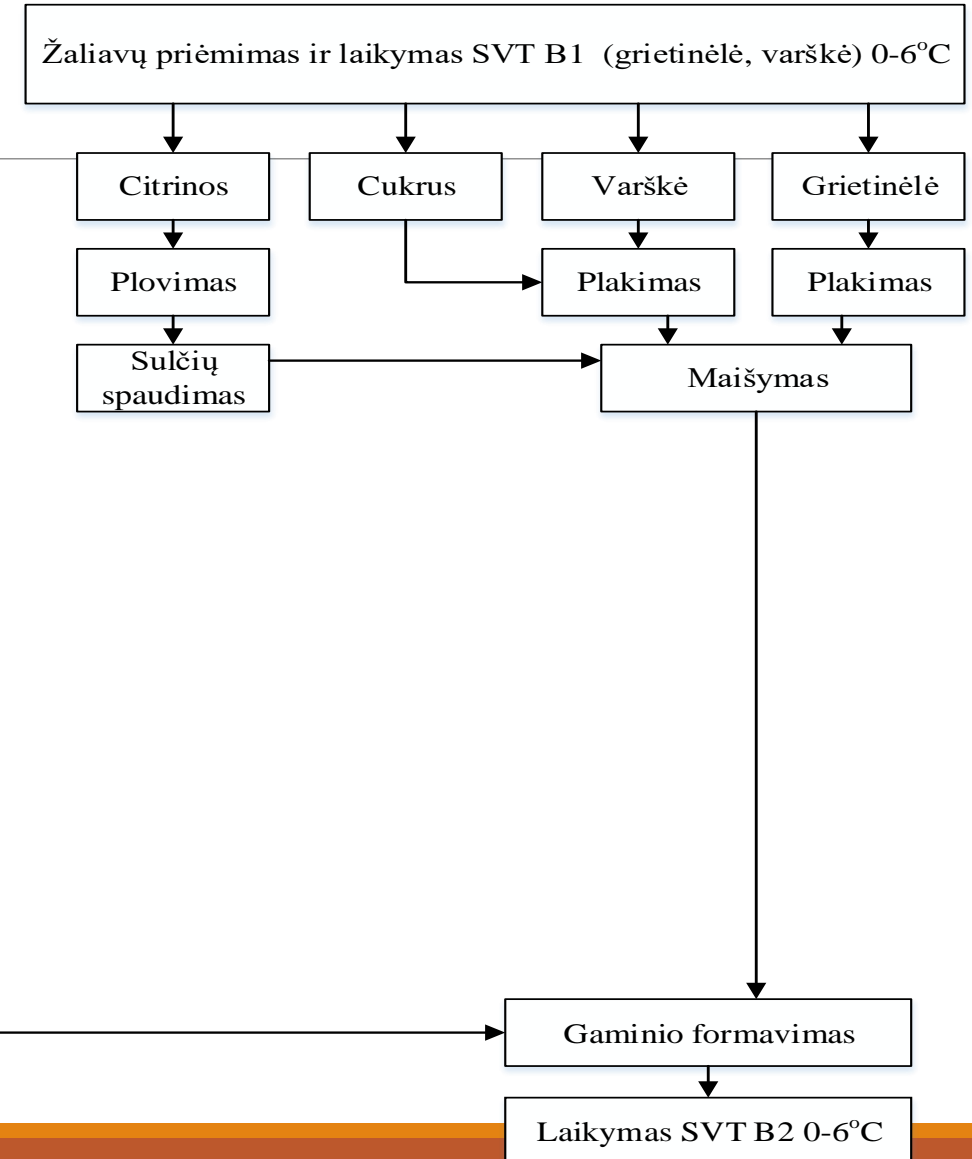 Žaliavų priėmimas ir laikymas SVT B1 (grietinėlė, varškė) 0-6°C
Citrinos
Cukrus
Varškė
Grietinėlė
Plovimas
Plakimas
Plakimas
Sulčių
spaudimas
Maišymas
Gaminio formavimas
Laikymas SVT B2 0-6°C